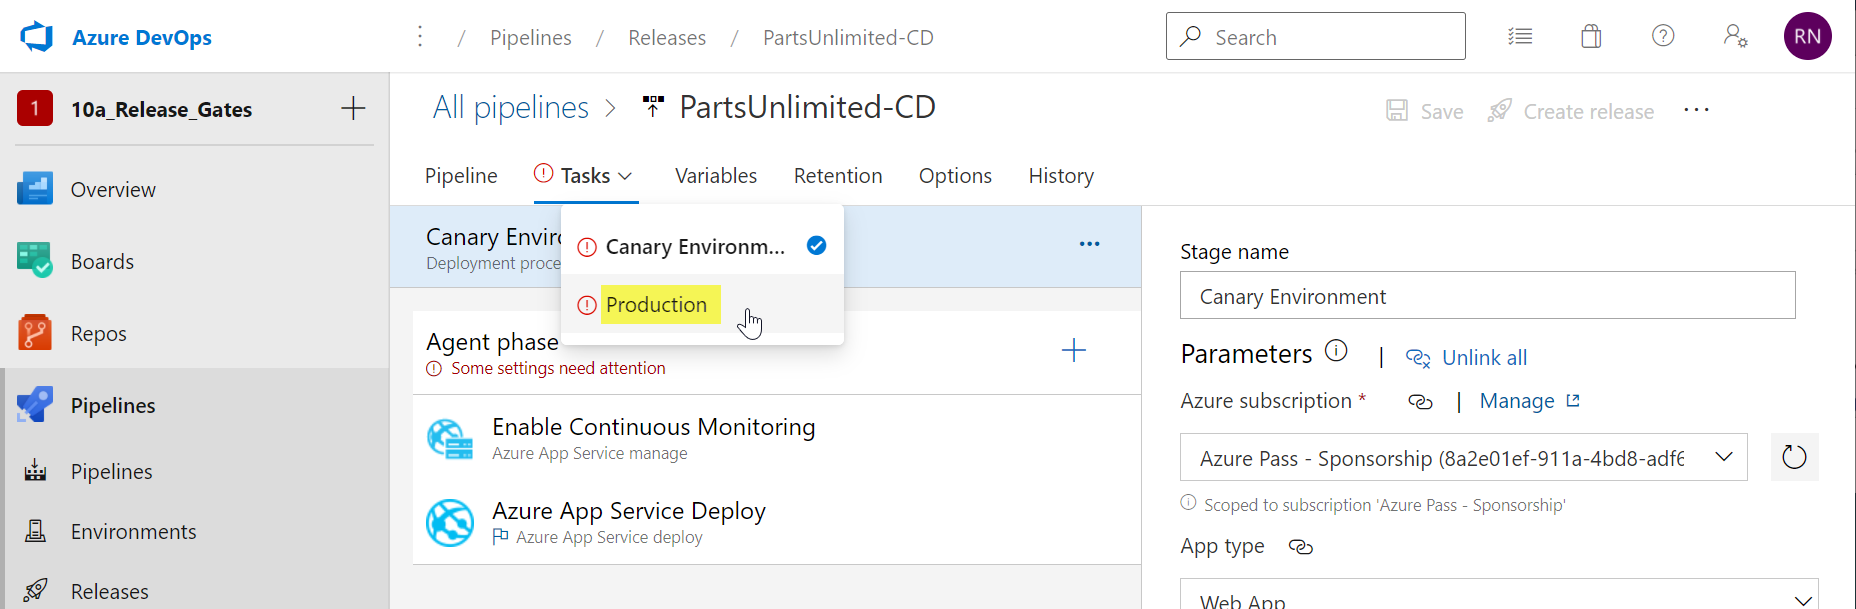 Azure DevOps
/ Pipelines / Releases / PartsUnlimited-CD
Search
RN
1 10a_Release_Gates
All pipelines > PartsUnlimited-CD
Save Create release ...
Overview
Boards
Repos
Pipelines
Pipelines
Environments
Releases
Pipeline Tasks Variables Retention Options History
Canary Enviro
Deployment proce
Canary Environm...
Production
Agent phase
Some settings need attention
Enable Continuous Monitoring
Azure App Service manage
Azure App Service Deploy
Azure App Service deploy
Stage name
Canary Environment
Parameters | Unlink all
Azure subscription * | Manage
Azure Pass - Sponsorship (8a2e01ef-911a-4bd8-adf6
Scoped to subscription 'Azure Pass - Sponsorship'
App type
Web App